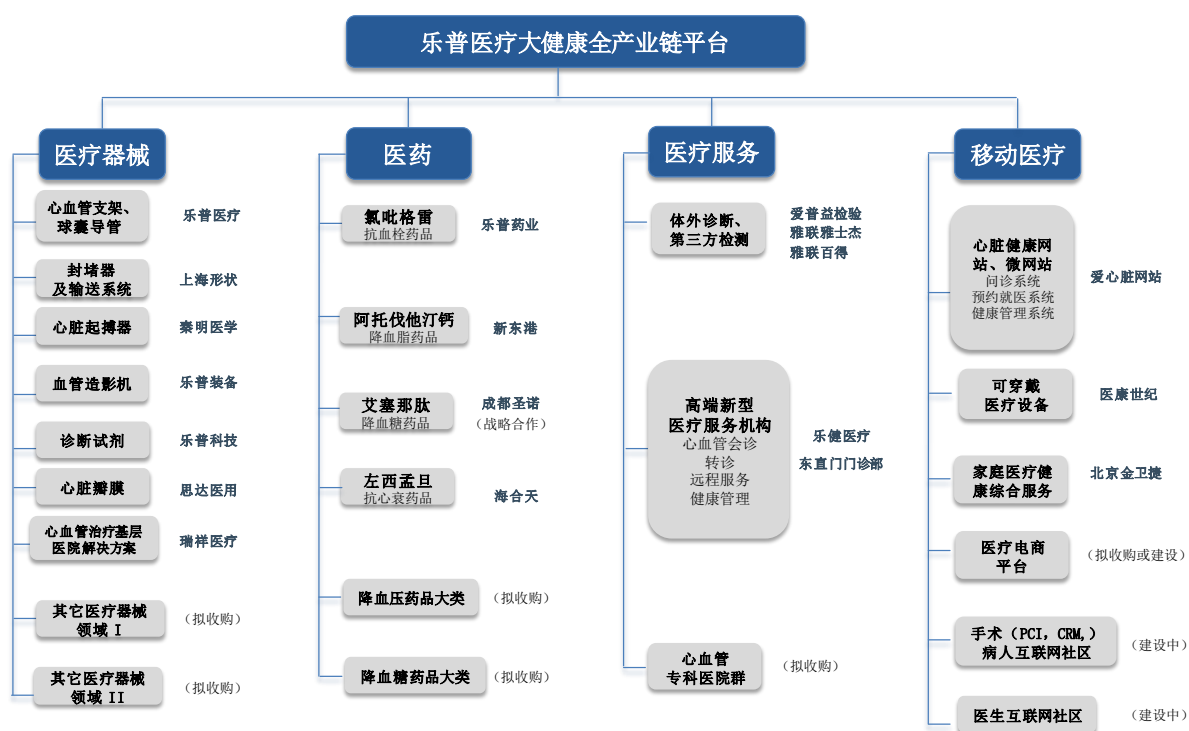 乐普医疗大健康全产业链平台
医疗器械
心血管支架、
球囊导管
乐普医疗
封堵器
及输送系统
上海形状
心脏起搏器
秦明医学
血管造影机
乐普装备
诊断试剂
乐普科技
心脏瓣膜
思达医用
心血管治疗基层
医院解决方案
瑞祥医疗
其它医疗器械
领域 I
（拟收购）
其它医疗器械
领域 II
（拟收购）
医药
氯吡格雷
抗血栓药品
乐普药业
阿托伐他汀钙
降血脂药品
新东港
艾塞那肽
降血糖药品
成都圣诺
（战略合作）
左西孟旦
抗心衰药品
海合天
降血压药品大类
（拟收购）
降血糖药品大类
（拟收购）
医疗服务
体外诊断、
第三方检测
爱普益检验
雅联雅士杰
雅联百得
高端新型
医疗服务机构
心血管会诊
转诊
远程服务
健康管理
乐健医疗
东直门门诊部
心血管
专科医院群
（拟收购）
移动医疗
心脏健康网
站、微网站
问诊系统
预约就医系统
健康管理系统
爱心脏网站
可穿戴
医疗设备
医康世纪
家庭医疗健
康综合服务
北京金卫捷
医疗电商
平台
（拟收购或建设）
手术（PCI，CRM,）
病人互联网社区
（建设中）
医生互联网社区
（建设中）